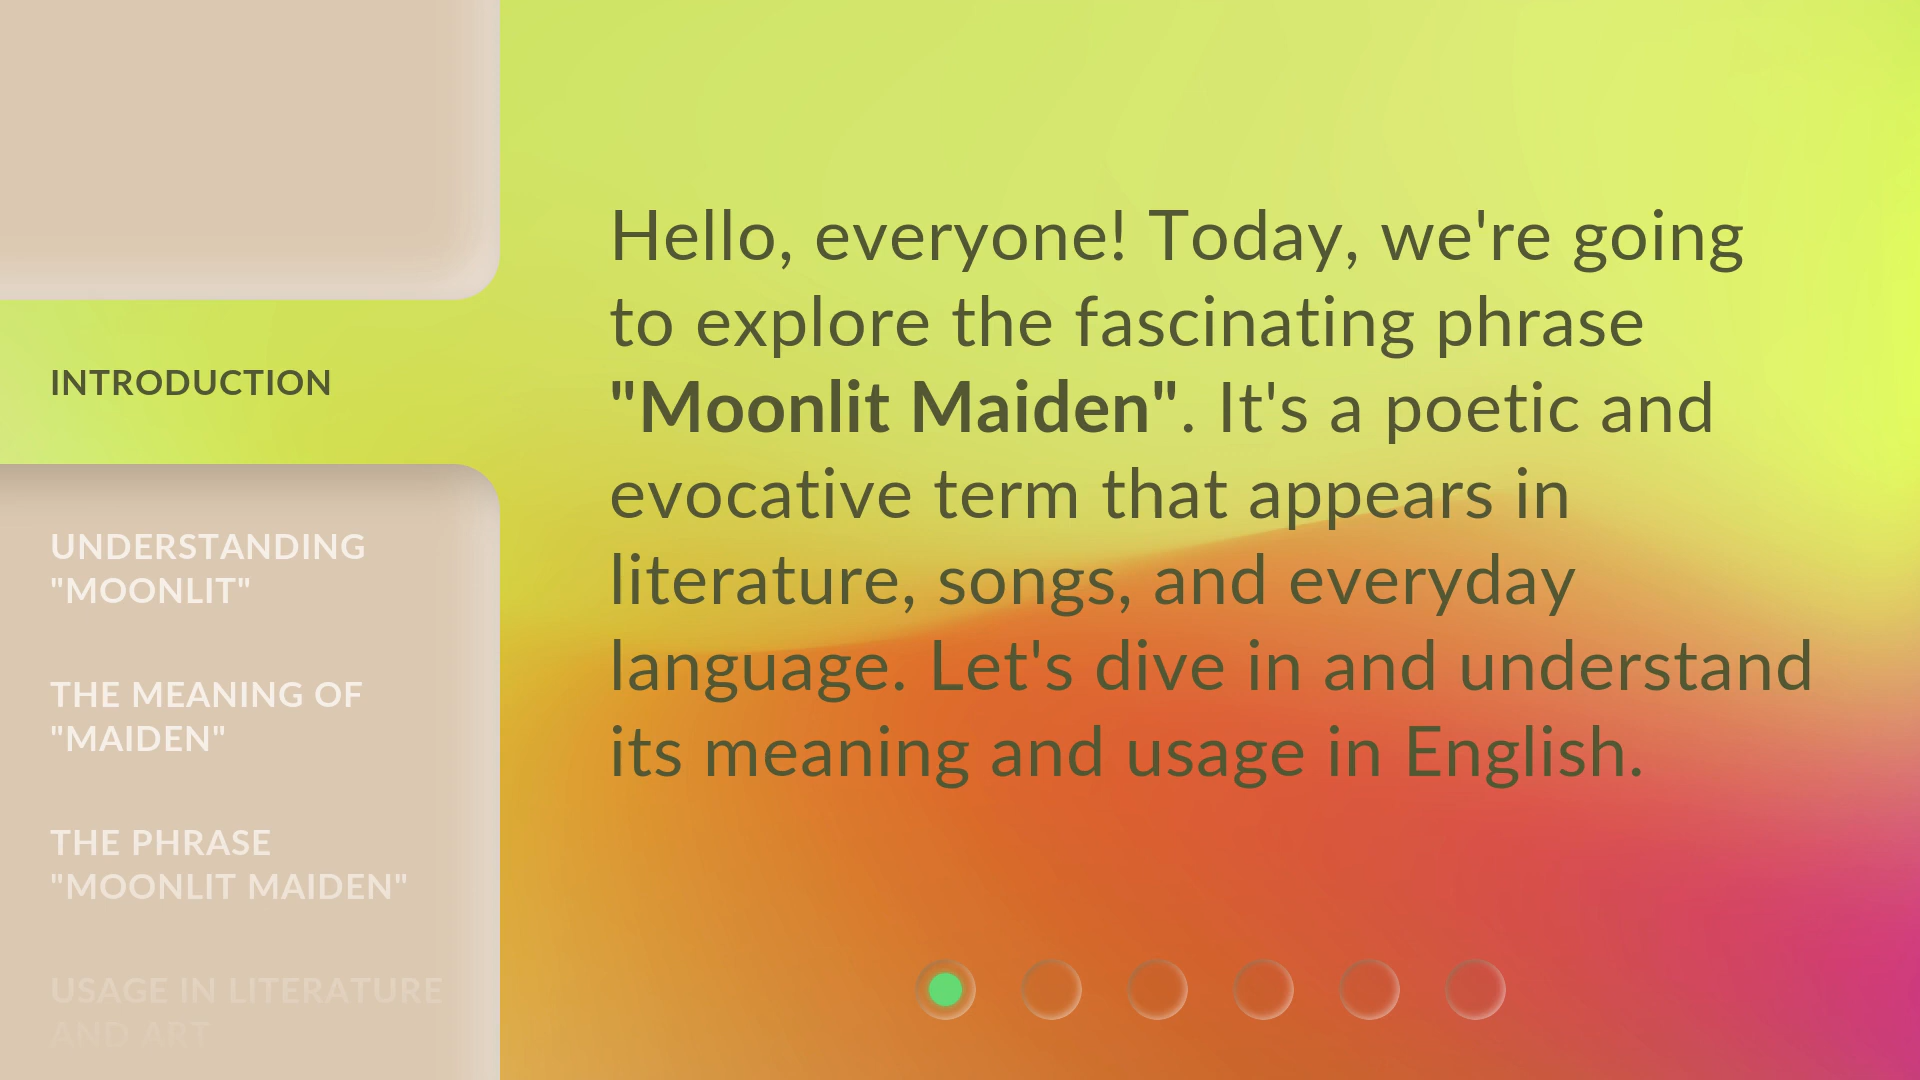 INTRODUCTION
UNDERSTANDING
"MOONLIT"
THE MEANING OF
"MAIDEN"
THE PHRASE
"MOONLIT MAIDEN"
USAGE IN LITERATURE
AND ART
Hello, everyone! Today, we're going
to explore the fascinating phrase
"Moonlit Maiden". It's a poetic and
evocative term that appears in
literature, songs, and everyday
language. Let's dive in and understand
its meaning and usage in English.